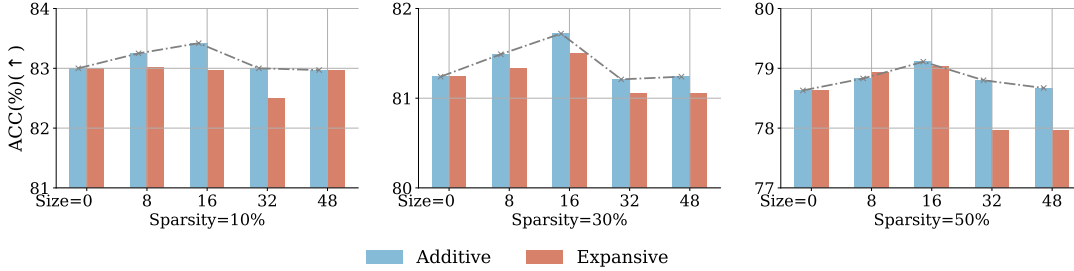 ACC(%)(↑)
84
83
82
81
Size=0 8 16 32 48
Sparsity=10%
82
81
80
Size=0 8 16 32 48
Sparsity=30%
80
79
78
77
Size=0 8 16 32 48
Sparsity=50%
Additive Expansive